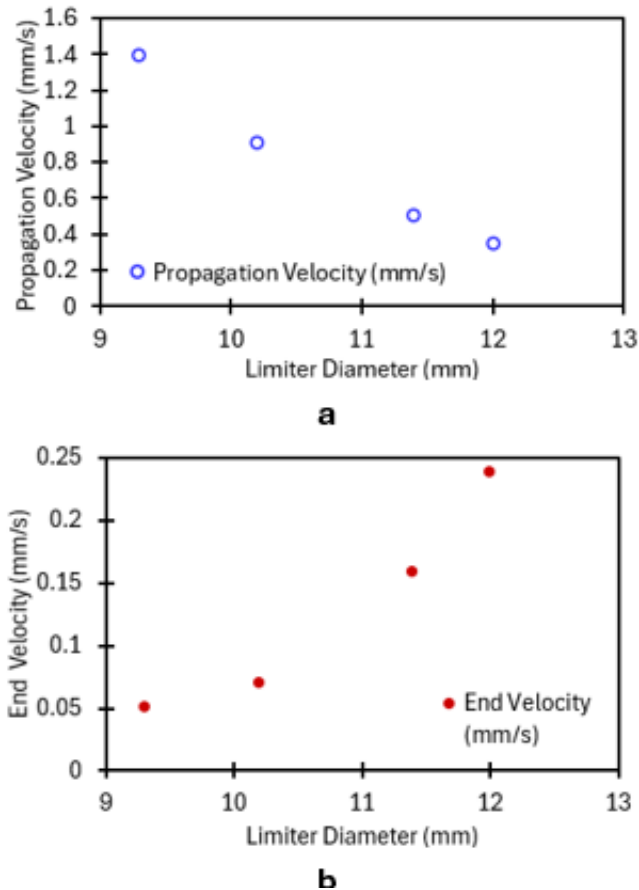 1.6
1.4
1.2
1
0.8
0.6
0.4
0.2
0
Propagation Velocity (mm/s)
Propagation Velocity (mm/s)
9 10 11 12 13
Limiter Diameter (mm)
a
0.25
0.2
0.15
0.1
0.05
0
End Velocity (mm/s)
End Velocity
(mm/s)
9 10 11 12 13
Limiter Diameter (mm)
b